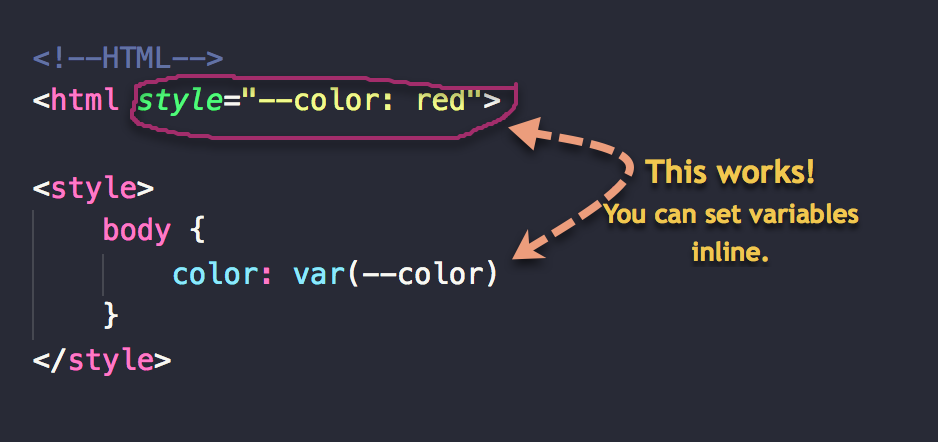 <!--HTML-->
<html style="--color: red">
<style>
body {
color: var(--color)
}
</style>
This works!
You can set variables
inline.